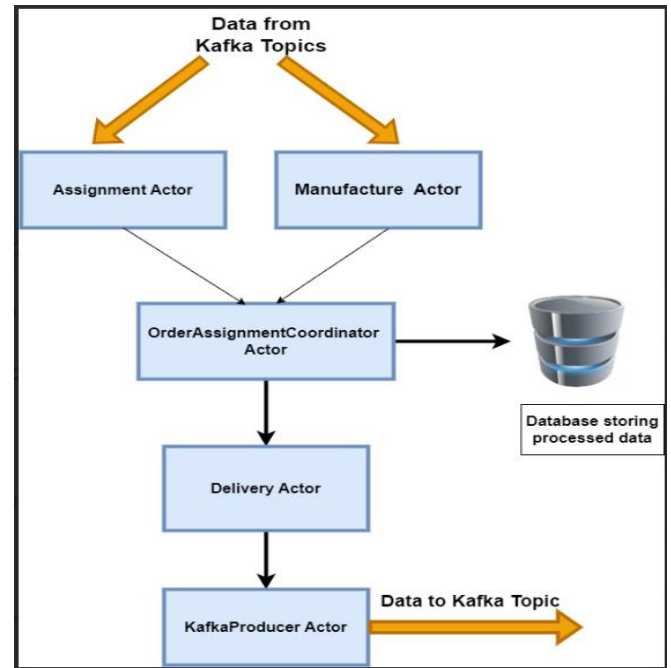 Data from
Kafka Topics
Assignment Actor
Manufacture Actor
OrderAssignmentCoordinator
Actor
Database storing
processed data
Delivery Actor
Data to Kafka Topic
KafkaProducer Actor